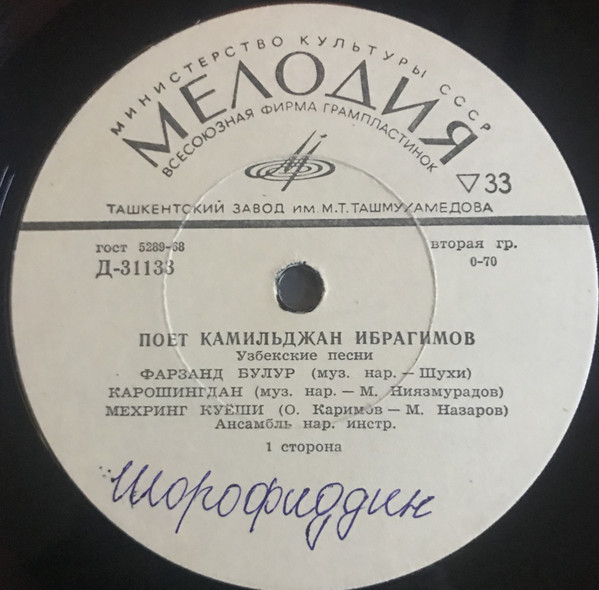 МИНИСТЕРСТВО КУЛЬТУРЫ СССР
МЕЛОДИЯ
ВСЕСОЮЗНАЯ ФИРМА ГРАМПЛАСТИНОК
▽33
ТАШКЕНТСКИЙ ЗАВОД ИМ. М.Т. ТАШМУХАМЕДОВА
гост 5289-68
вторая гр.
Д-31133
0-70
ПОЕТ КАМИЛЬДЖАН ИБРАГИМОВ
Узбекские песни
ФАРЗАНД БУЛУР (муз. нар. — Шухи)
КАРОШИНГДАН (муз. нар. — М. Ниязмурадов)
МЕХРИНГ КУЁШИ (О. Каримов — М. Назаров)
Ансамбль нар. инстр.
1 сторона
Шорофиддин